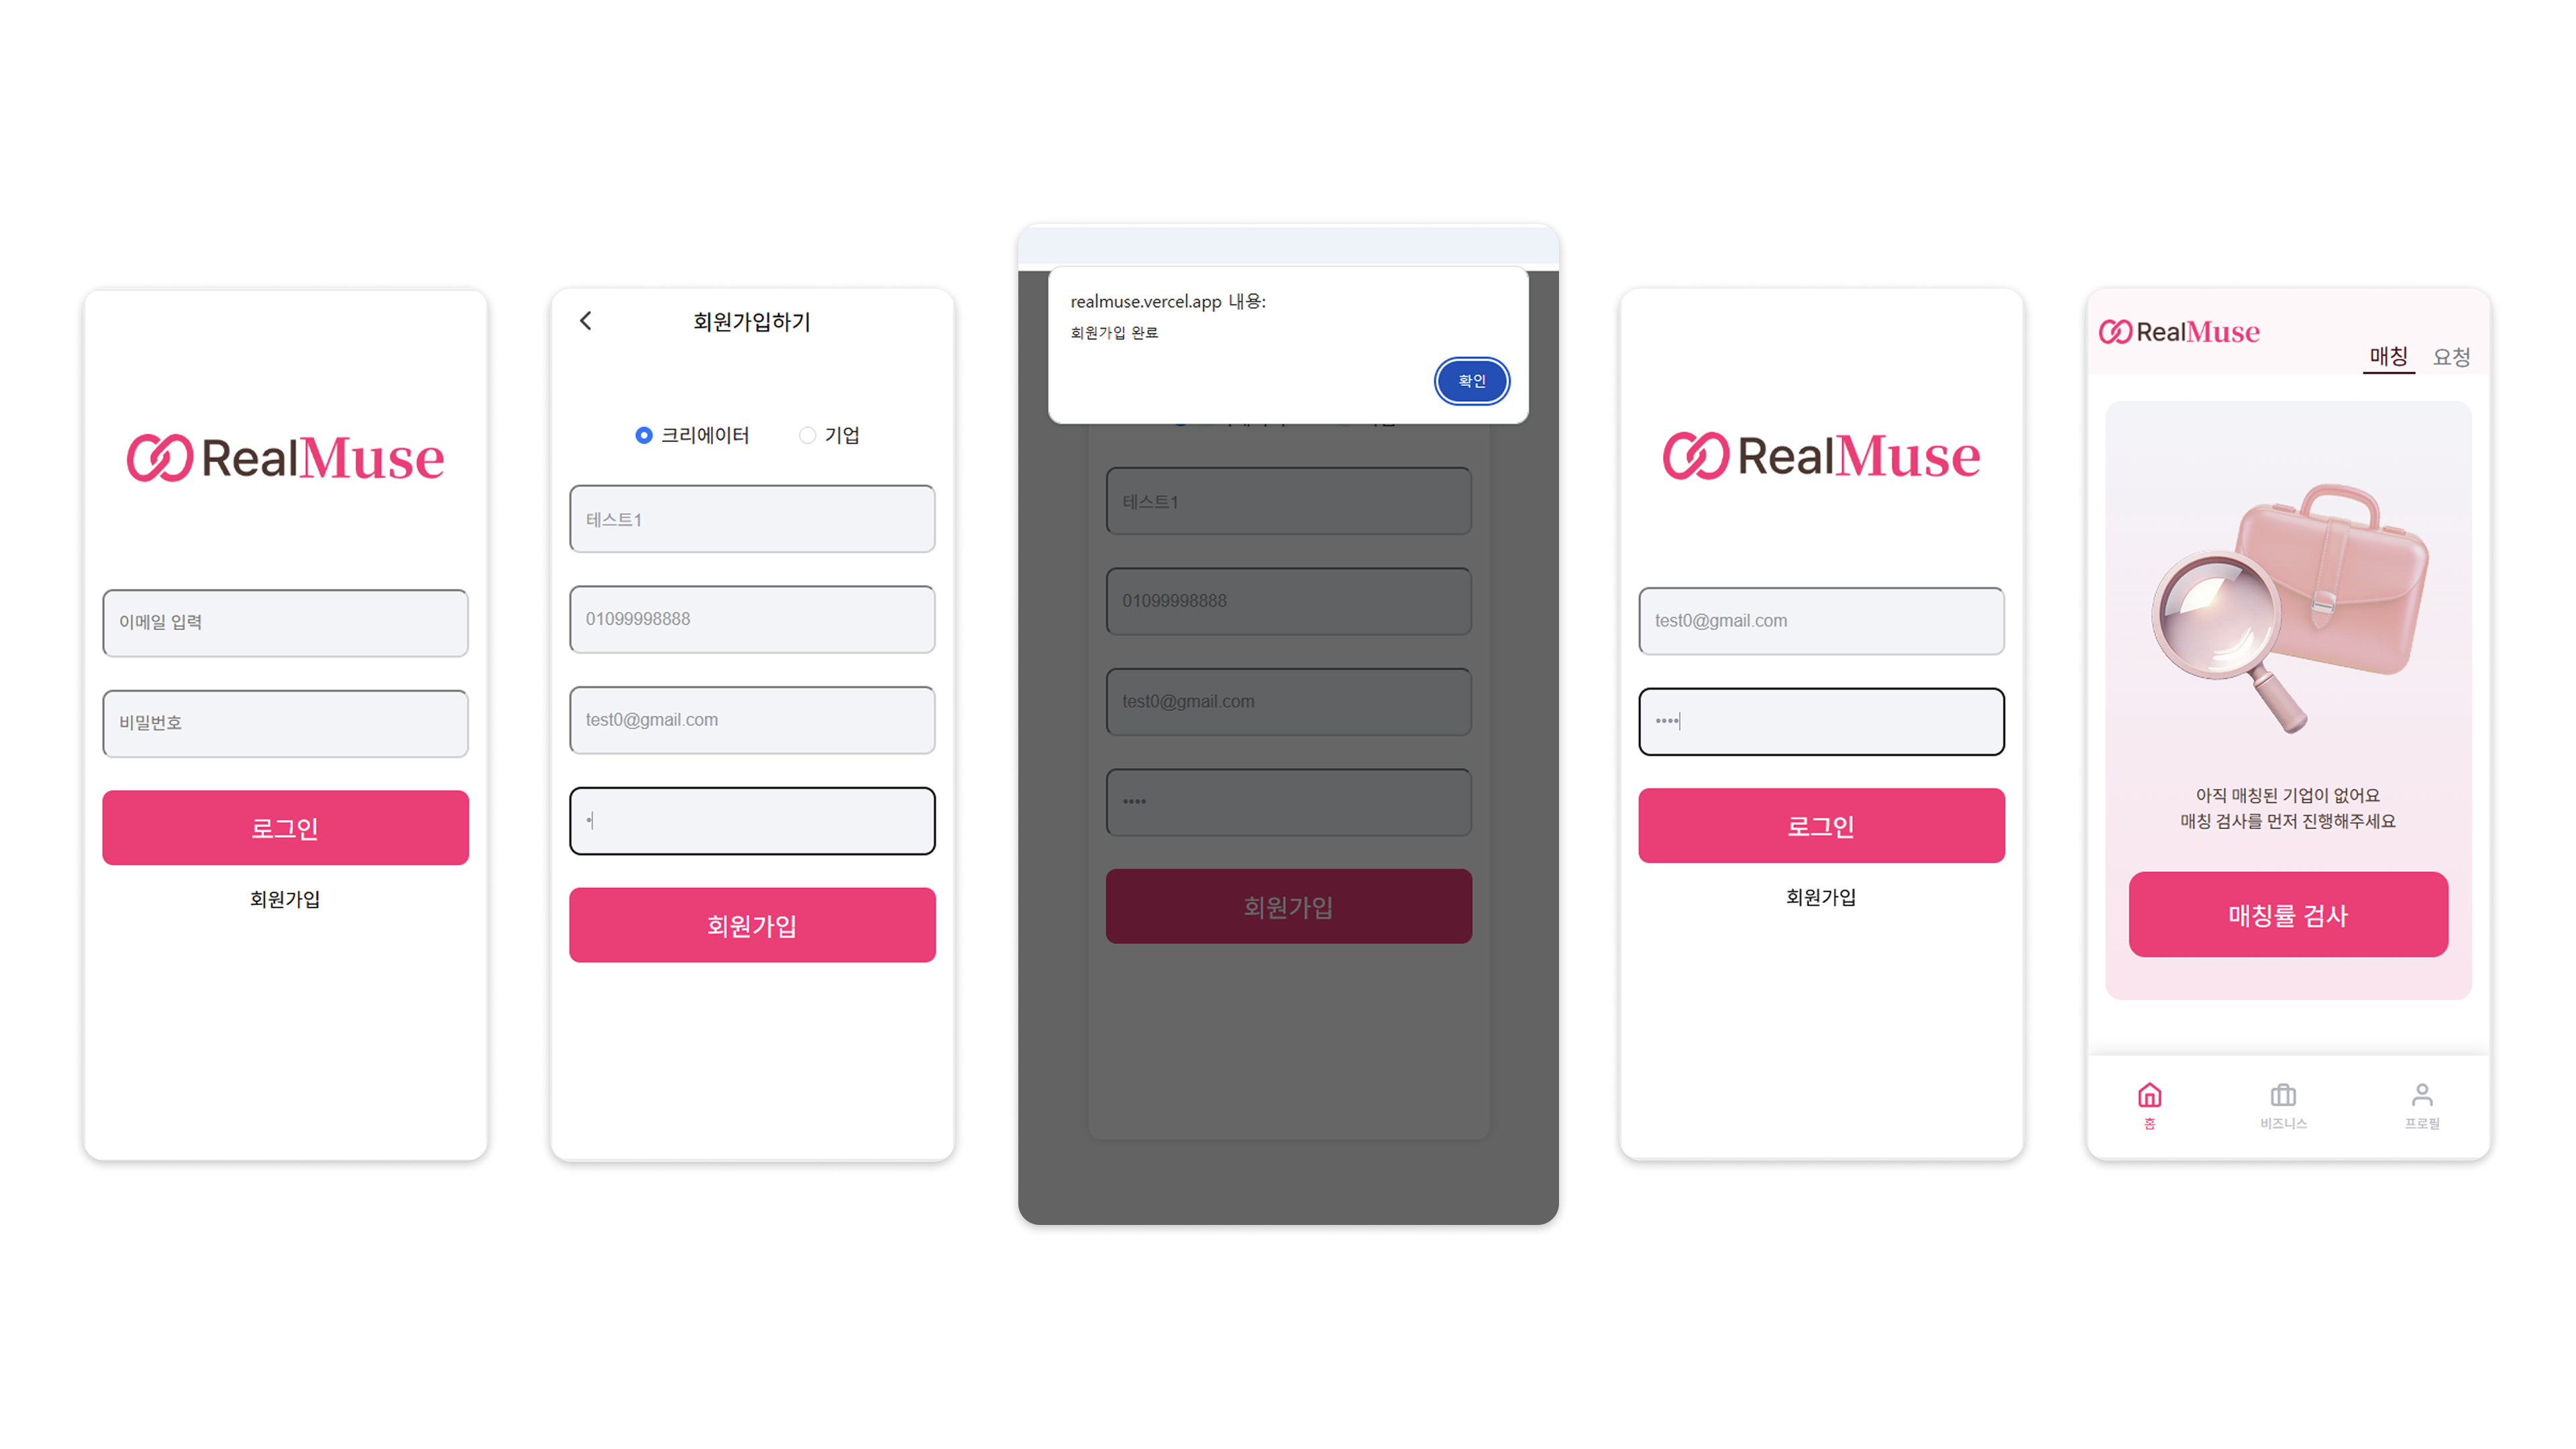 RealMuse
이메일 입력
비밀번호
로그인
회원가입
회원가입하기
크리에이터
기업
테스트1
01099998888
test0@gmail.com
•
회원가입
realmuse.vercel.app 내용:
회원가입 완료
확인
테스트1
01099998888
test0@gmail.com
••••
회원가입
RealMuse
test0@gmail.com
••••
로그인
회원가입
RealMuse
매칭 요청
아직 매칭된 기업이 없어요
매칭 검사를 먼저 진행해주세요
매칭률 검사
홈 비즈니스 프로필